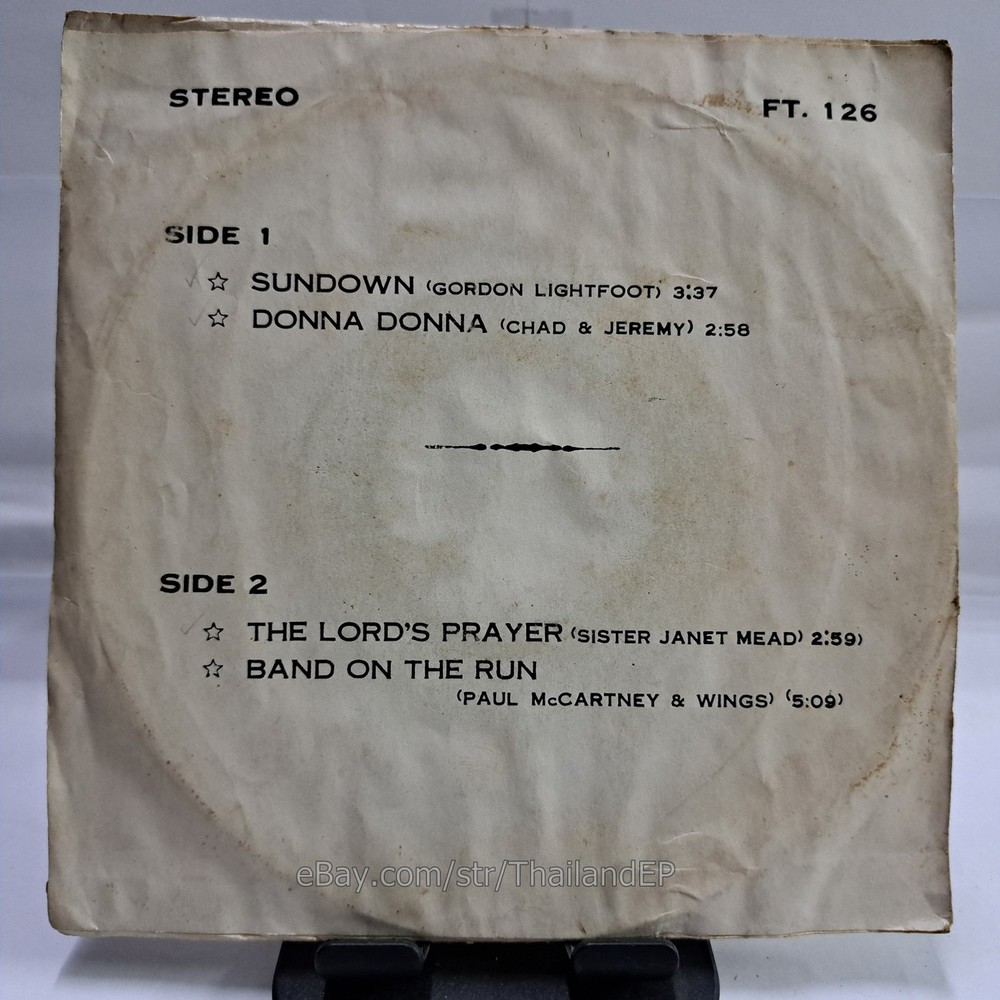 STEREO
FT. 126
SIDE 1
☆ SUNDOWN (GORDON LIGHTFOOT) 3:37
☆ DONNA DONNA (CHAD & JEREMY) 2:58
SIDE 2
☆ THE LORD'S PRAYER (SISTER JANET MEAD) 2:59)
☆ BAND ON THE RUN
(PAUL McCARTNEY & WINGS) (5:09)
eBay.com/str/ThailandEP